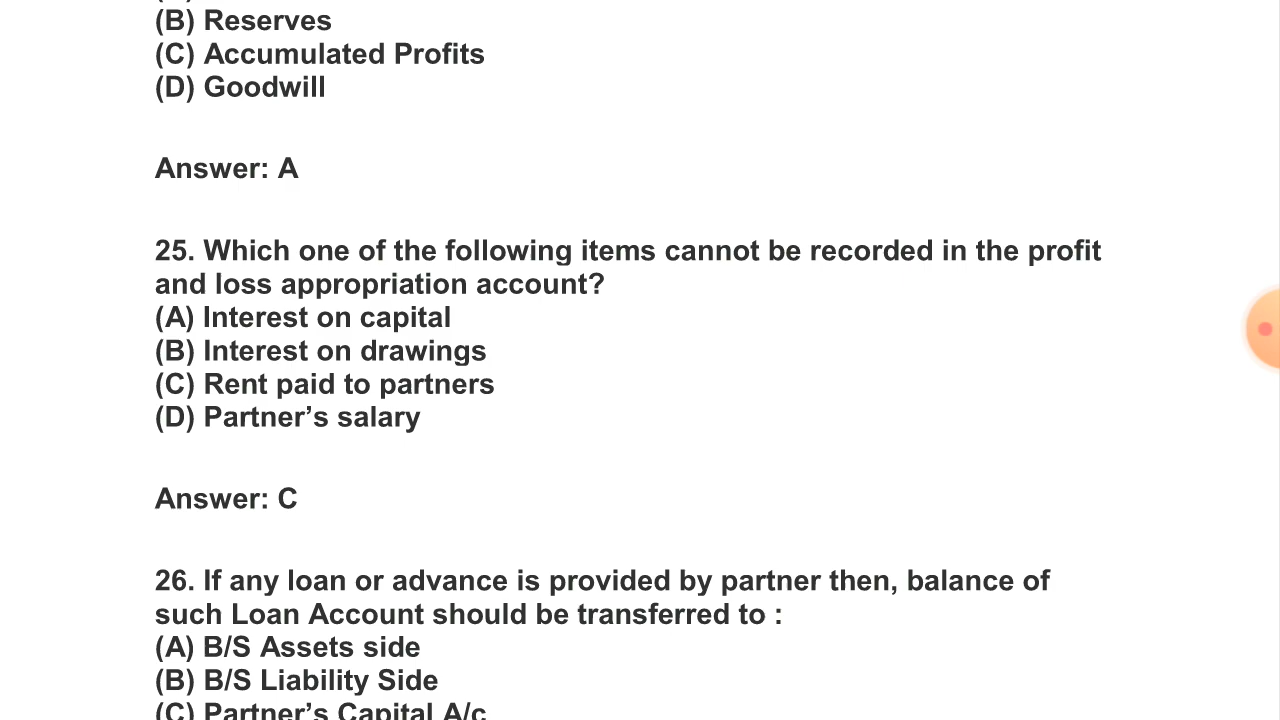 (B) Reserves
(C) Accumulated Profits
(D) Goodwill
Answer: A
25. Which one of the following items cannot be recorded in the profit
and loss appropriation account?
(A) Interest on capital
(B) Interest on drawings
(C) Rent paid to partners
(D) Partner’s salary
Answer: C
26. If any loan or advance is provided by partner then, balance of
such Loan Account should be transferred to :
(A) B/S Assets side
(B) B/S Liability Side
(C) Partner’s Capital A/c